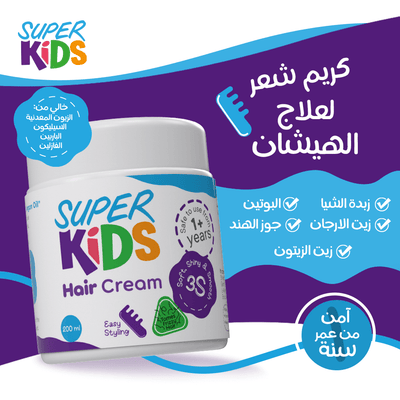 SUPER
KiDS
كريم شعر
لعلاج
الهيشان
خالي من:
الزيوت المعدنية
السيليكون
البارابين
الفازلين
زبدة الشيا
البوتين
زيت الارجان
جوز الهند
زيت الزيتون
SUPER
KiDS
Hair Cream
Safe to use from
1+
years
Soft, Shiny &
3S
200 ml
Easy
Styling
آمن
من عمر
سنة